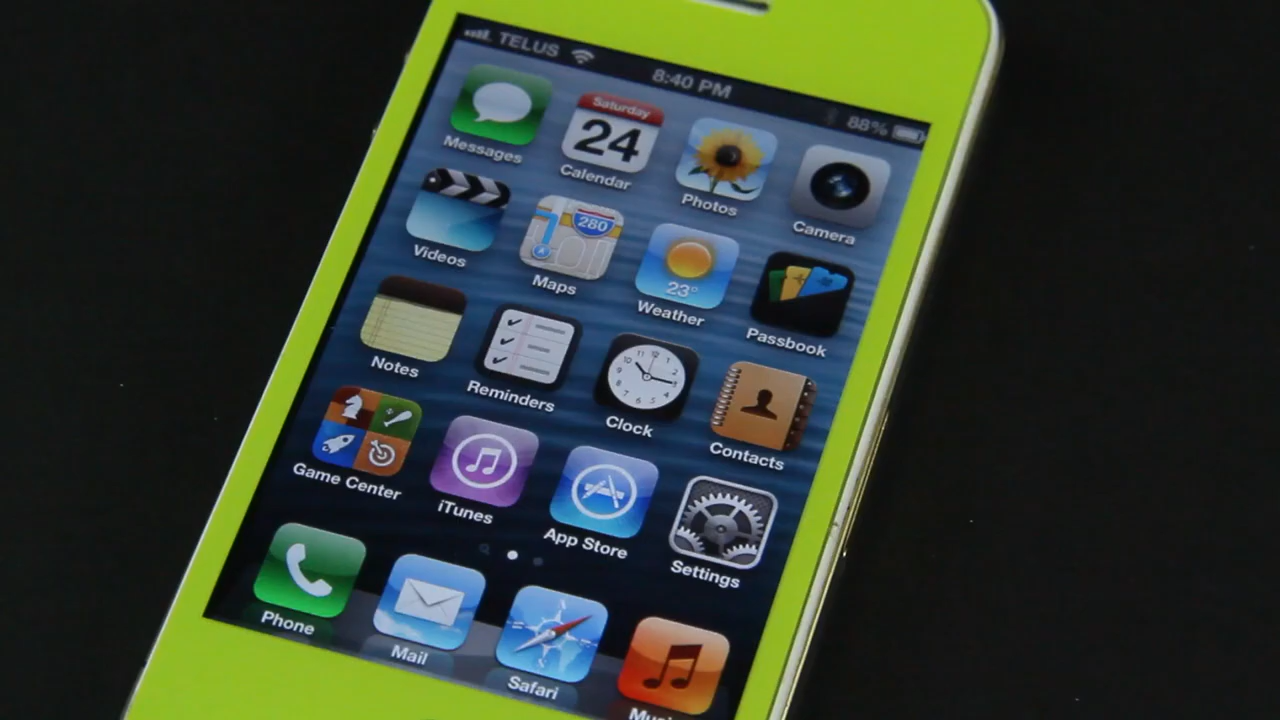 TELUS 8:40 PM 88%
Saturday
24
280
23°
Messages Calendar Photos Camera
Videos Maps Weather Passbook
Notes Reminders Clock Contacts
Game Center iTunes App Store Settings
Phone Mail Safari